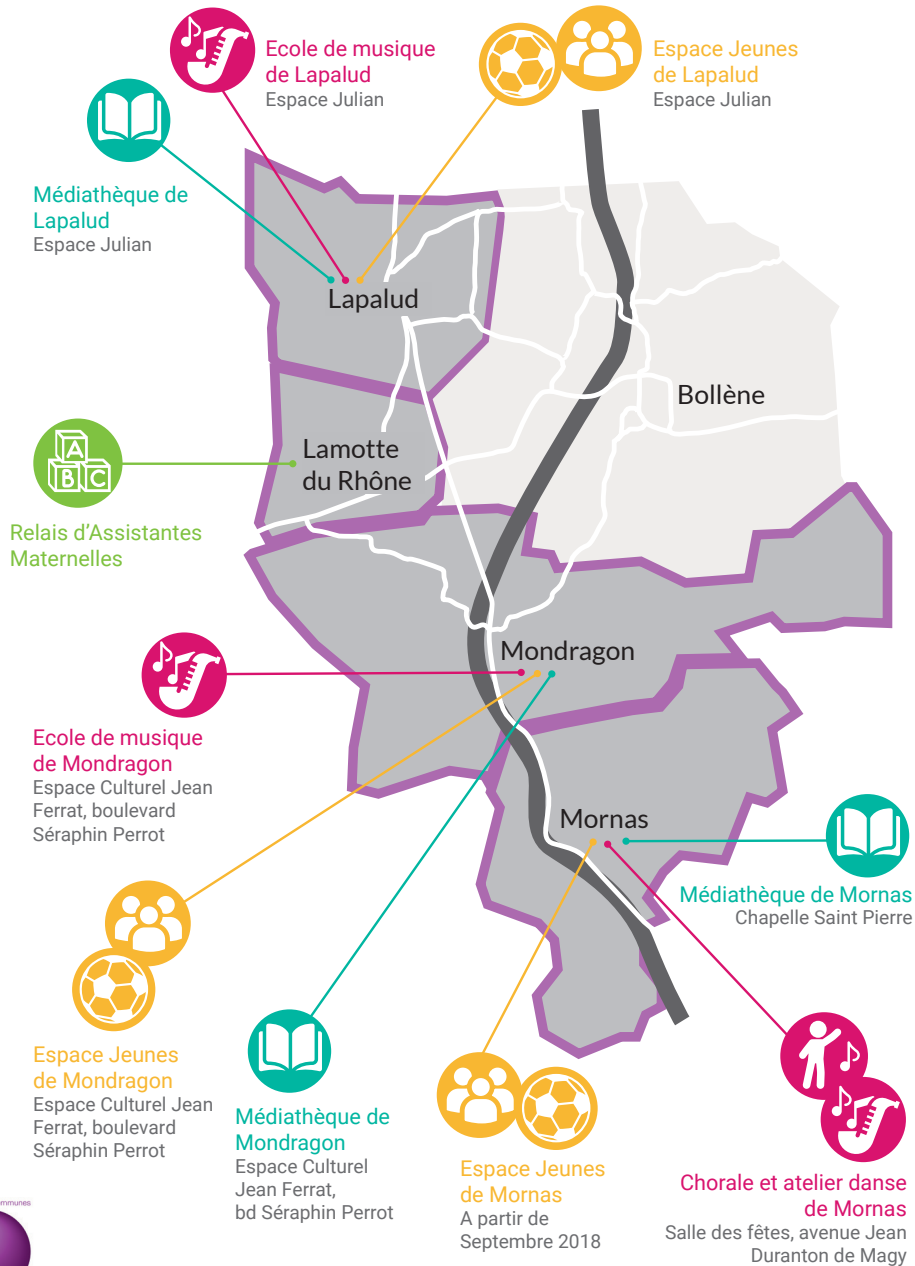 Ecole de musique
de Lapalud
Espace Julian
Espace Jeunes
de Lapalud
Espace Julian
Médiathèque de
Lapalud
Espace Julian
Lapalud
Bollène
Lamotte
du Rhône
A
B C
Relais d'Assistantes
Maternelles
Mondragon
Ecole de musique
de Mondragon
Espace Culturel Jean
Ferrat, boulevard
Séraphin Perrot
Mornas
Médiathèque de Mornas
Chapelle Saint Pierre
Espace Jeunes
de Mondragon
Espace Culturel Jean
Ferrat, boulevard
Séraphin Perrot
Médiathèque de
Mondragon
Espace Culturel
Jean Ferrat,
bd Séraphin Perrot
Espace Jeunes
de Mornas
A partir de
Septembre 2018
Chorale et atelier danse
de Mornas
Salle des fêtes, avenue Jean
Duranton de Magy